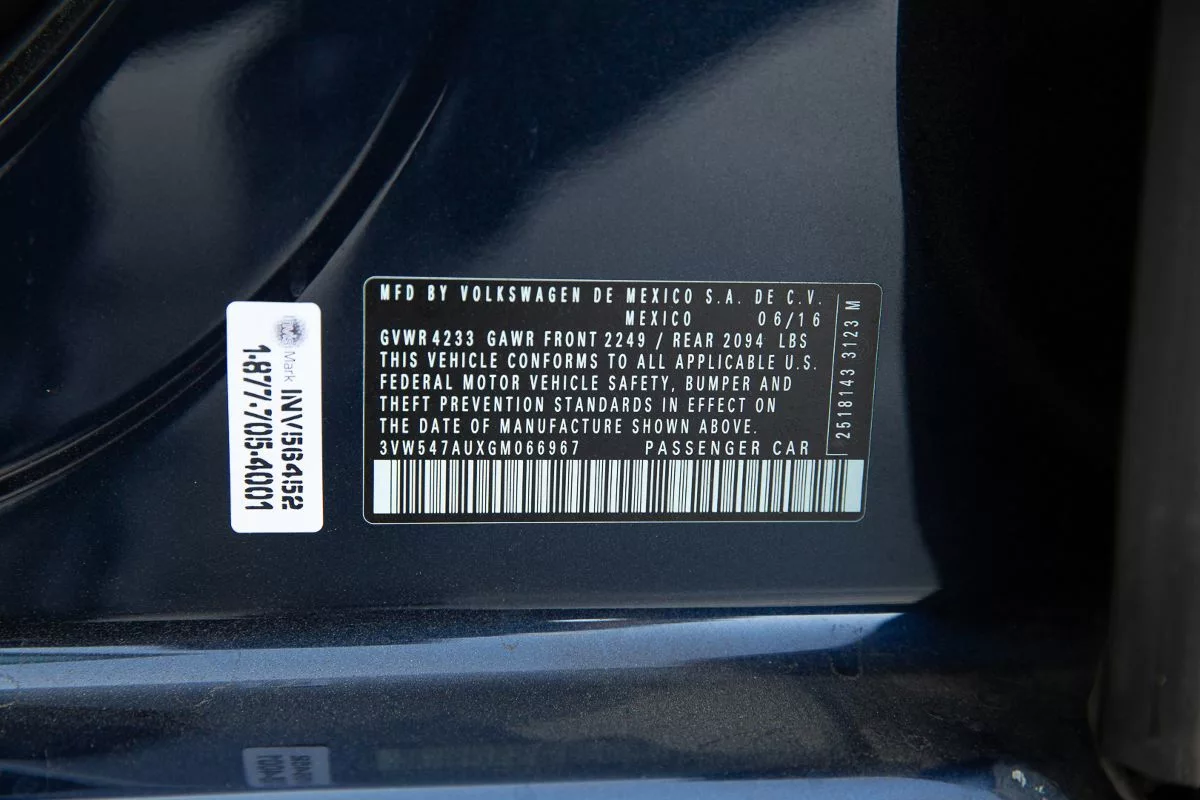 MFD BY VOLKSWAGEN DE MEXICO S.A. DE C.V.
MEXICO 06/16
GVWR 4233 GAWR FRONT 2249 / REAR 2094 LBS
THIS VEHICLE CONFORMS TO ALL APPLICABLE U.S.
FEDERAL MOTOR VEHICLE SAFETY, BUMPER AND
THEFT PREVENTION STANDARDS IN EFFECT ON
THE DATE OF MANUFACTURE SHOWN ABOVE.
3VW547AUXGM066967 PASSENGER CAR
2518143 3123 M
Mark INV56452
1-877-705-4001